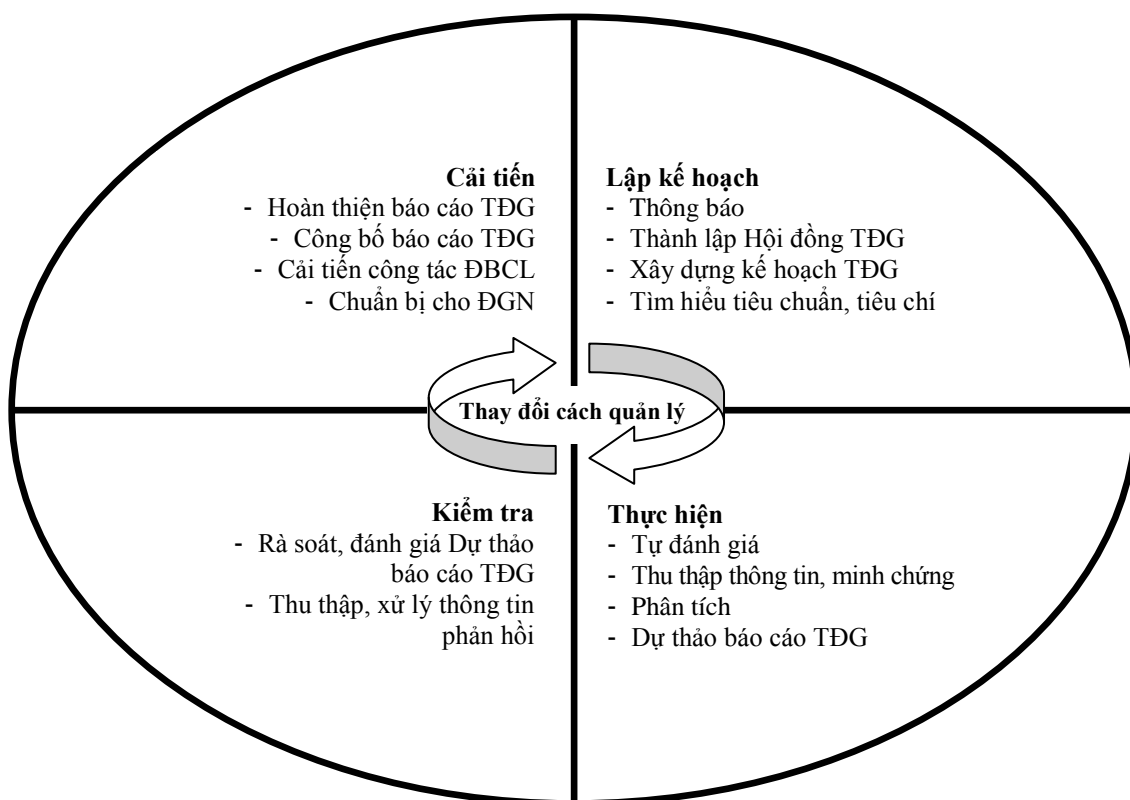 Cải tiến
- Hoàn thiện báo cáo TĐG
- Công bố báo cáo TĐG
- Cải tiến công tác ĐBCL
- Chuẩn bị cho ĐGN
Lập kế hoạch
- Thông báo
- Thành lập Hội đồng TĐG
- Xây dựng kế hoạch TĐG
- Tìm hiểu tiêu chuẩn, tiêu chí
Thay đổi cách quản lý
Kiểm tra
- Rà soát, đánh giá Dự thảo
báo cáo TĐG
- Thu thập, xử lý thông tin
phản hồi
Thực hiện
- Tự đánh giá
- Thu thập thông tin, minh chứng
- Phân tích
- Dự thảo báo cáo TĐG